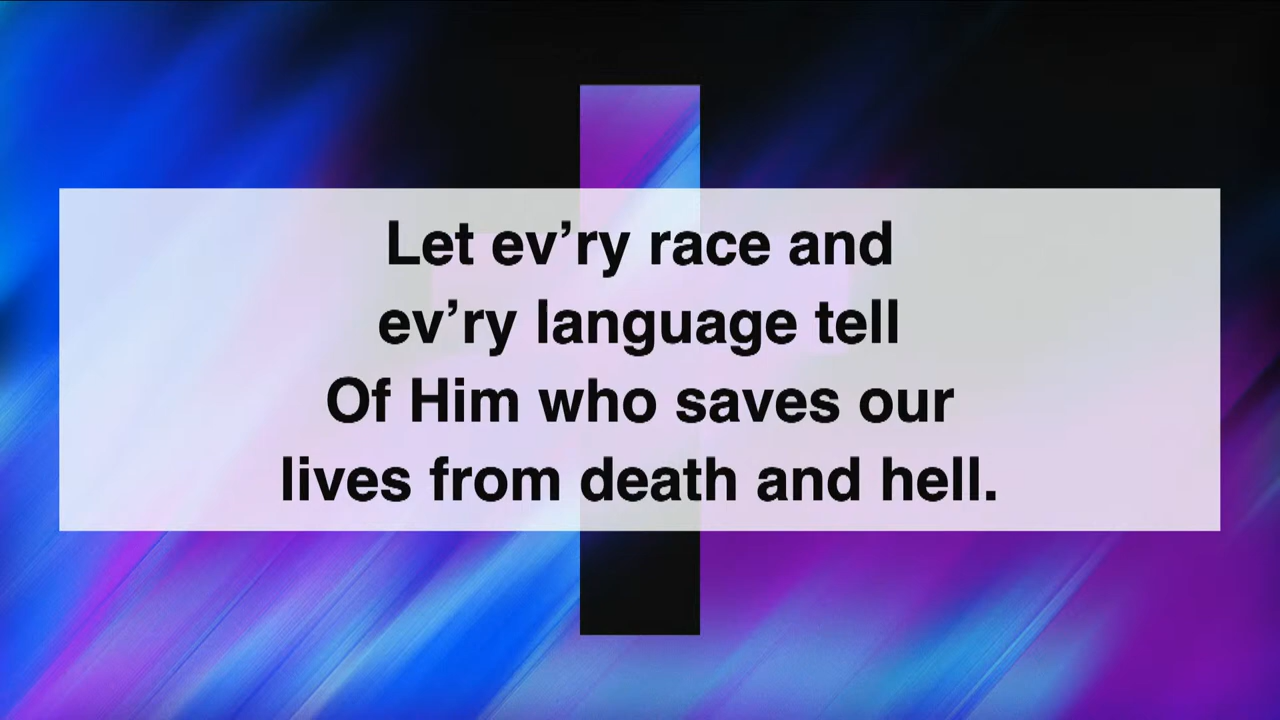 Let ev’ry race and
ev’ry language tell
Of Him who saves our
lives from death and hell.